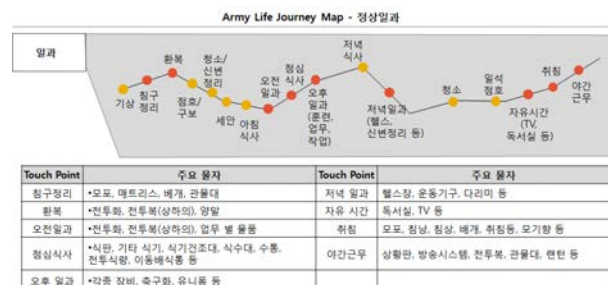 Army Life Journey Map - 정상일과
일과
기상
침구
정리
환복
점호/
구보
청소/
신변
정리
세안
아침
식사
오전
일과
점심
식사
오후
일과
(훈련,
업무,
작업)
저녁
식사
저녁일과
(헬스,
신변정리 등)
청소
일석
점호
자유시간
(TV,
독서실 등)
취침
야간
근무
Touch Point 주요 물자 Touch Point 주요 물자
침구정리 •모포, 매트리스, 베개, 관물대 저녁 일과 헬스장, 운동기구, 다리미 등
환복 •전투화, 전투복(상하의), 양말 자유 시간 독서실, TV 등
오전일과 •전투화, 전투복(상하의), 업무 별 물품 취침 모포, 침낭, 침상, 배개, 취침등, 모기향 등
점심식사 •식판, 기타 식기, 식기건조대, 식수대, 수통, 야간근무 상황판, 방송시스템, 전투복, 관물대, 랜턴 등
전투식량, 이동배식통 등
오후 일과 •각종 장비, 축구화, 유니폼 등